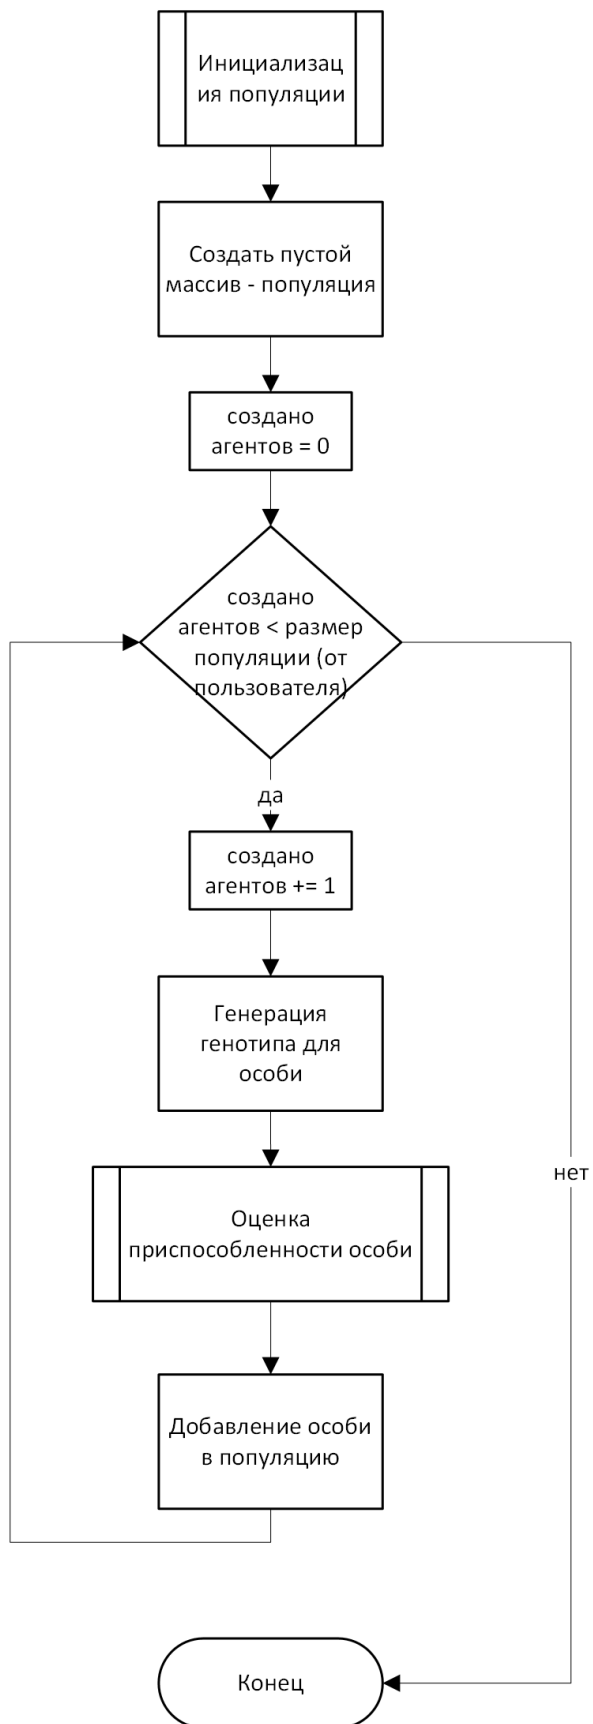 Инициализац
ия популяции
Создать пустой
массив - популяция
создано
агентов = 0
создано
агентов < размер
популяции (от
пользователя)
да
создано
агентов += 1
Генерация
генотипа для
особи
нет
Оценка
приспособленности особи
Добавление особи
в популяцию
Конец